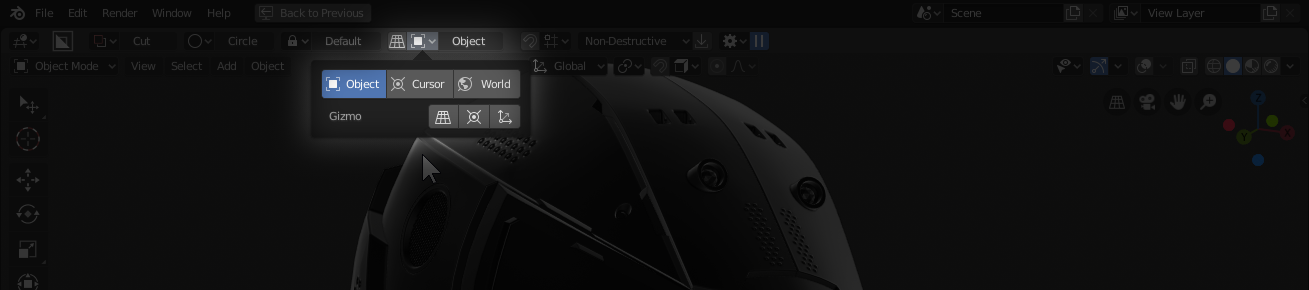 File Edit Render Window Help Back to Previous Scene View Layer
Cut Circle Default Object Non-Destructive
Object Mode View Select Add Object Global
Object Cursor World
Gizmo
Z
Y X